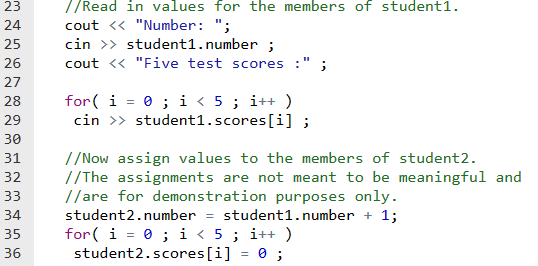 23 //Read in values for the members of student1.
24 cout << "Number: ";
25 cin >> student1.number ;
26 cout << "Five test scores :" ;
27
28 for( i = 0 ; i < 5 ; i++ )
29 cin >> student1.scores[i] ;
30
31 //Now assign values to the members of student2.
32 //The assignments are not meant to be meaningful and
33 //are for demonstration purposes only.
34 student2.number = student1.number + 1;
35 for( i = 0 ; i < 5 ; i++ )
36 student2.scores[i] = 0 ;